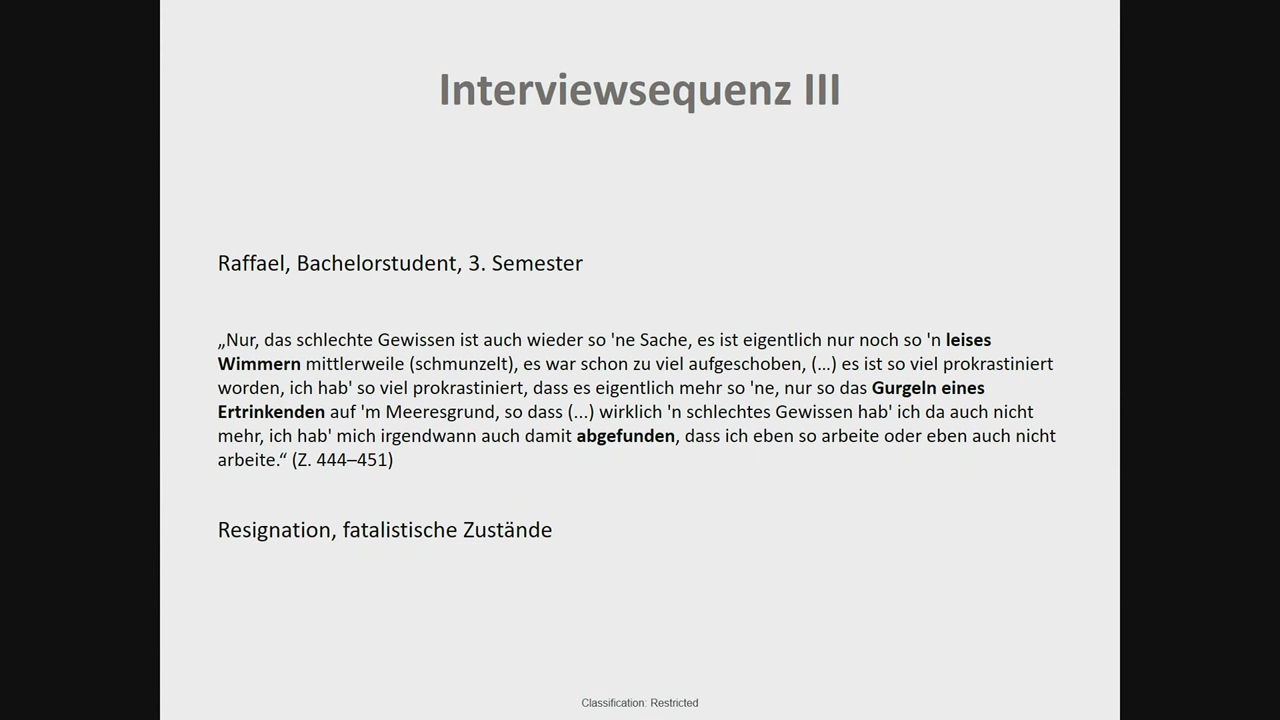 Interviewsequenz III
Raffael, Bachelorstudent, 3. Semester
„Nur, das schlechte Gewissen ist auch wieder so 'ne Sache, es ist eigentlich nur noch so 'n leises
Wimmern mittlerweile (schmunzelt), es war schon zu viel aufgeschoben, (...) es ist so viel prokrastiniert
worden, ich hab' so viel prokrastiniert, dass es eigentlich mehr so 'ne, nur so das Gurgeln eines
Ertrinkenden auf 'm Meeresgrund, so dass (...) wirklich 'n schlechtes Gewissen hab' ich da auch nicht
mehr, ich hab' mich irgendwann auch damit abgefunden, dass ich eben so arbeite oder eben auch nicht
arbeite.“ (Z. 444–451)
Resignation, fatalistische Zustände
Classification: Restricted